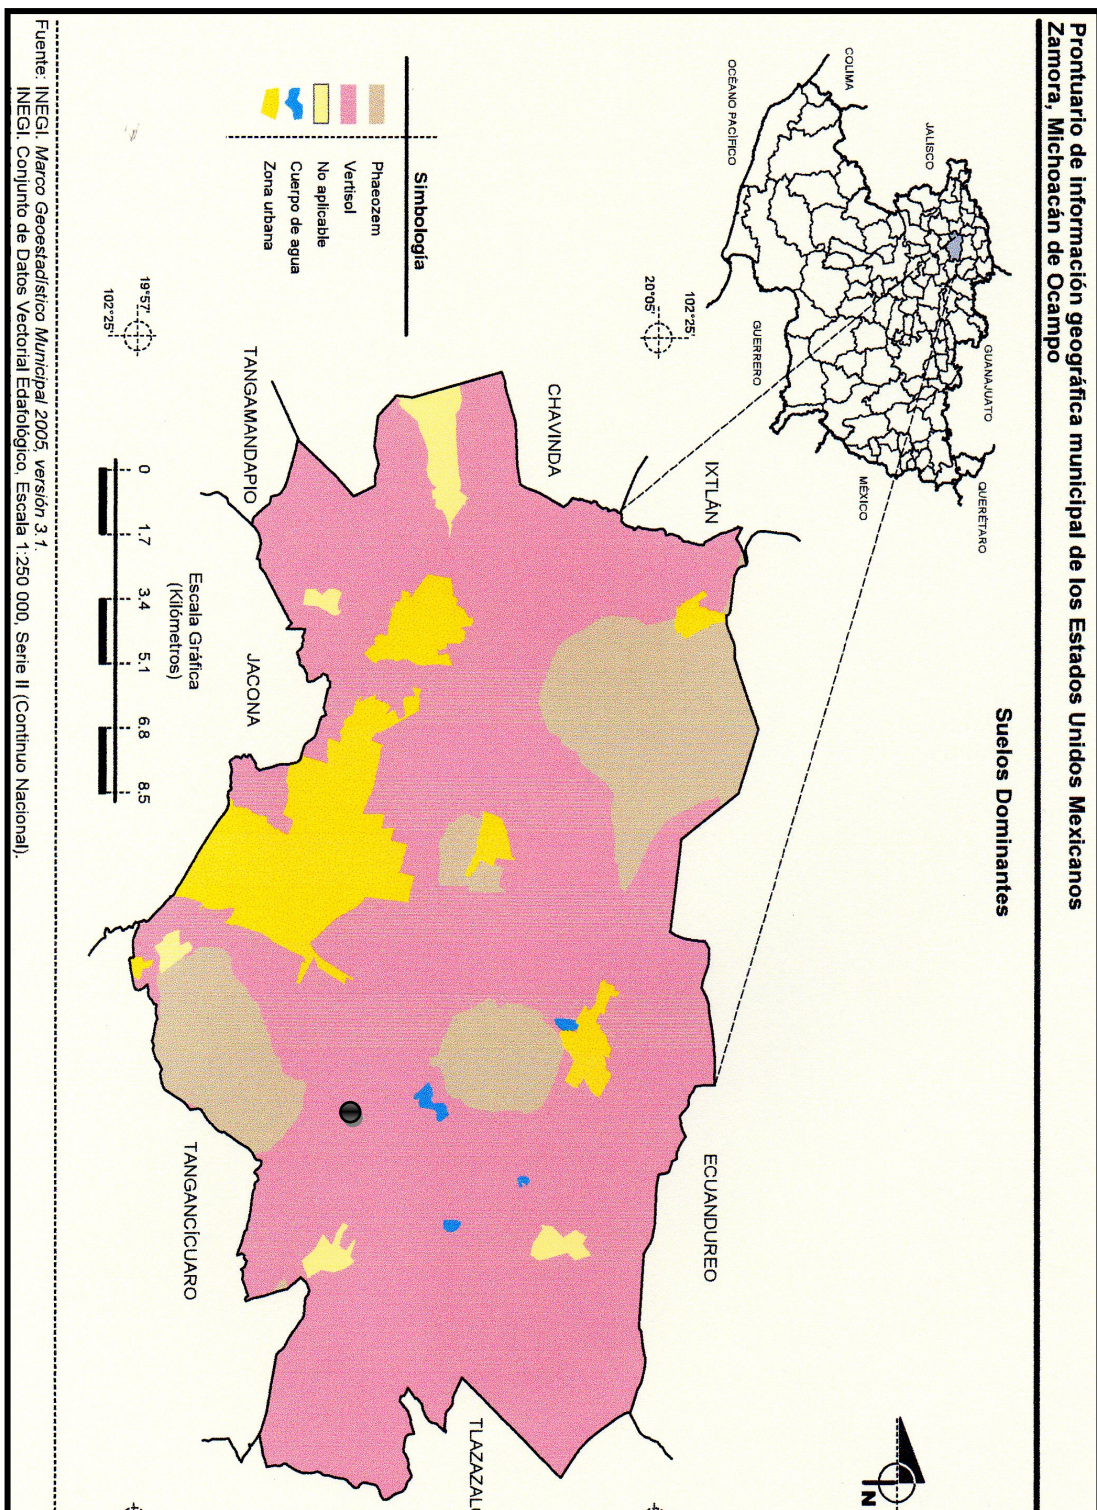 Prontuario de información geográfica municipal de los Estados Unidos Mexicanos
Zamora, Michoacán de Ocampo
Suelos Dominantes
COLIMA
JALISCO
GUANAJUATO
QUERÉTARO
OCÉANO PACÍFICO
GUERRERO
MÉXICO
102°25'
20°05'
N
IXTLÁN
CHAVINDA
ECUANDUREO
TANGAMANDAPIO
JACONA
TANGANCÍCUARO
Simbología
Phaeozem
Vertisol
No aplicable
Cuerpo de agua
Zona urbana
19°57'
102°25'
Escala Gráfica
(Kilómetros)
0 1.7 3.4 5.1 6.8 8.5
Fuente: INEGI. Marco Geoestadístico Municipal 2005, versión 3.1.
INEGI. Conjunto de Datos Vectorial Edafológico, Escala 1:250 000, Serie II (Continuo Nacional).